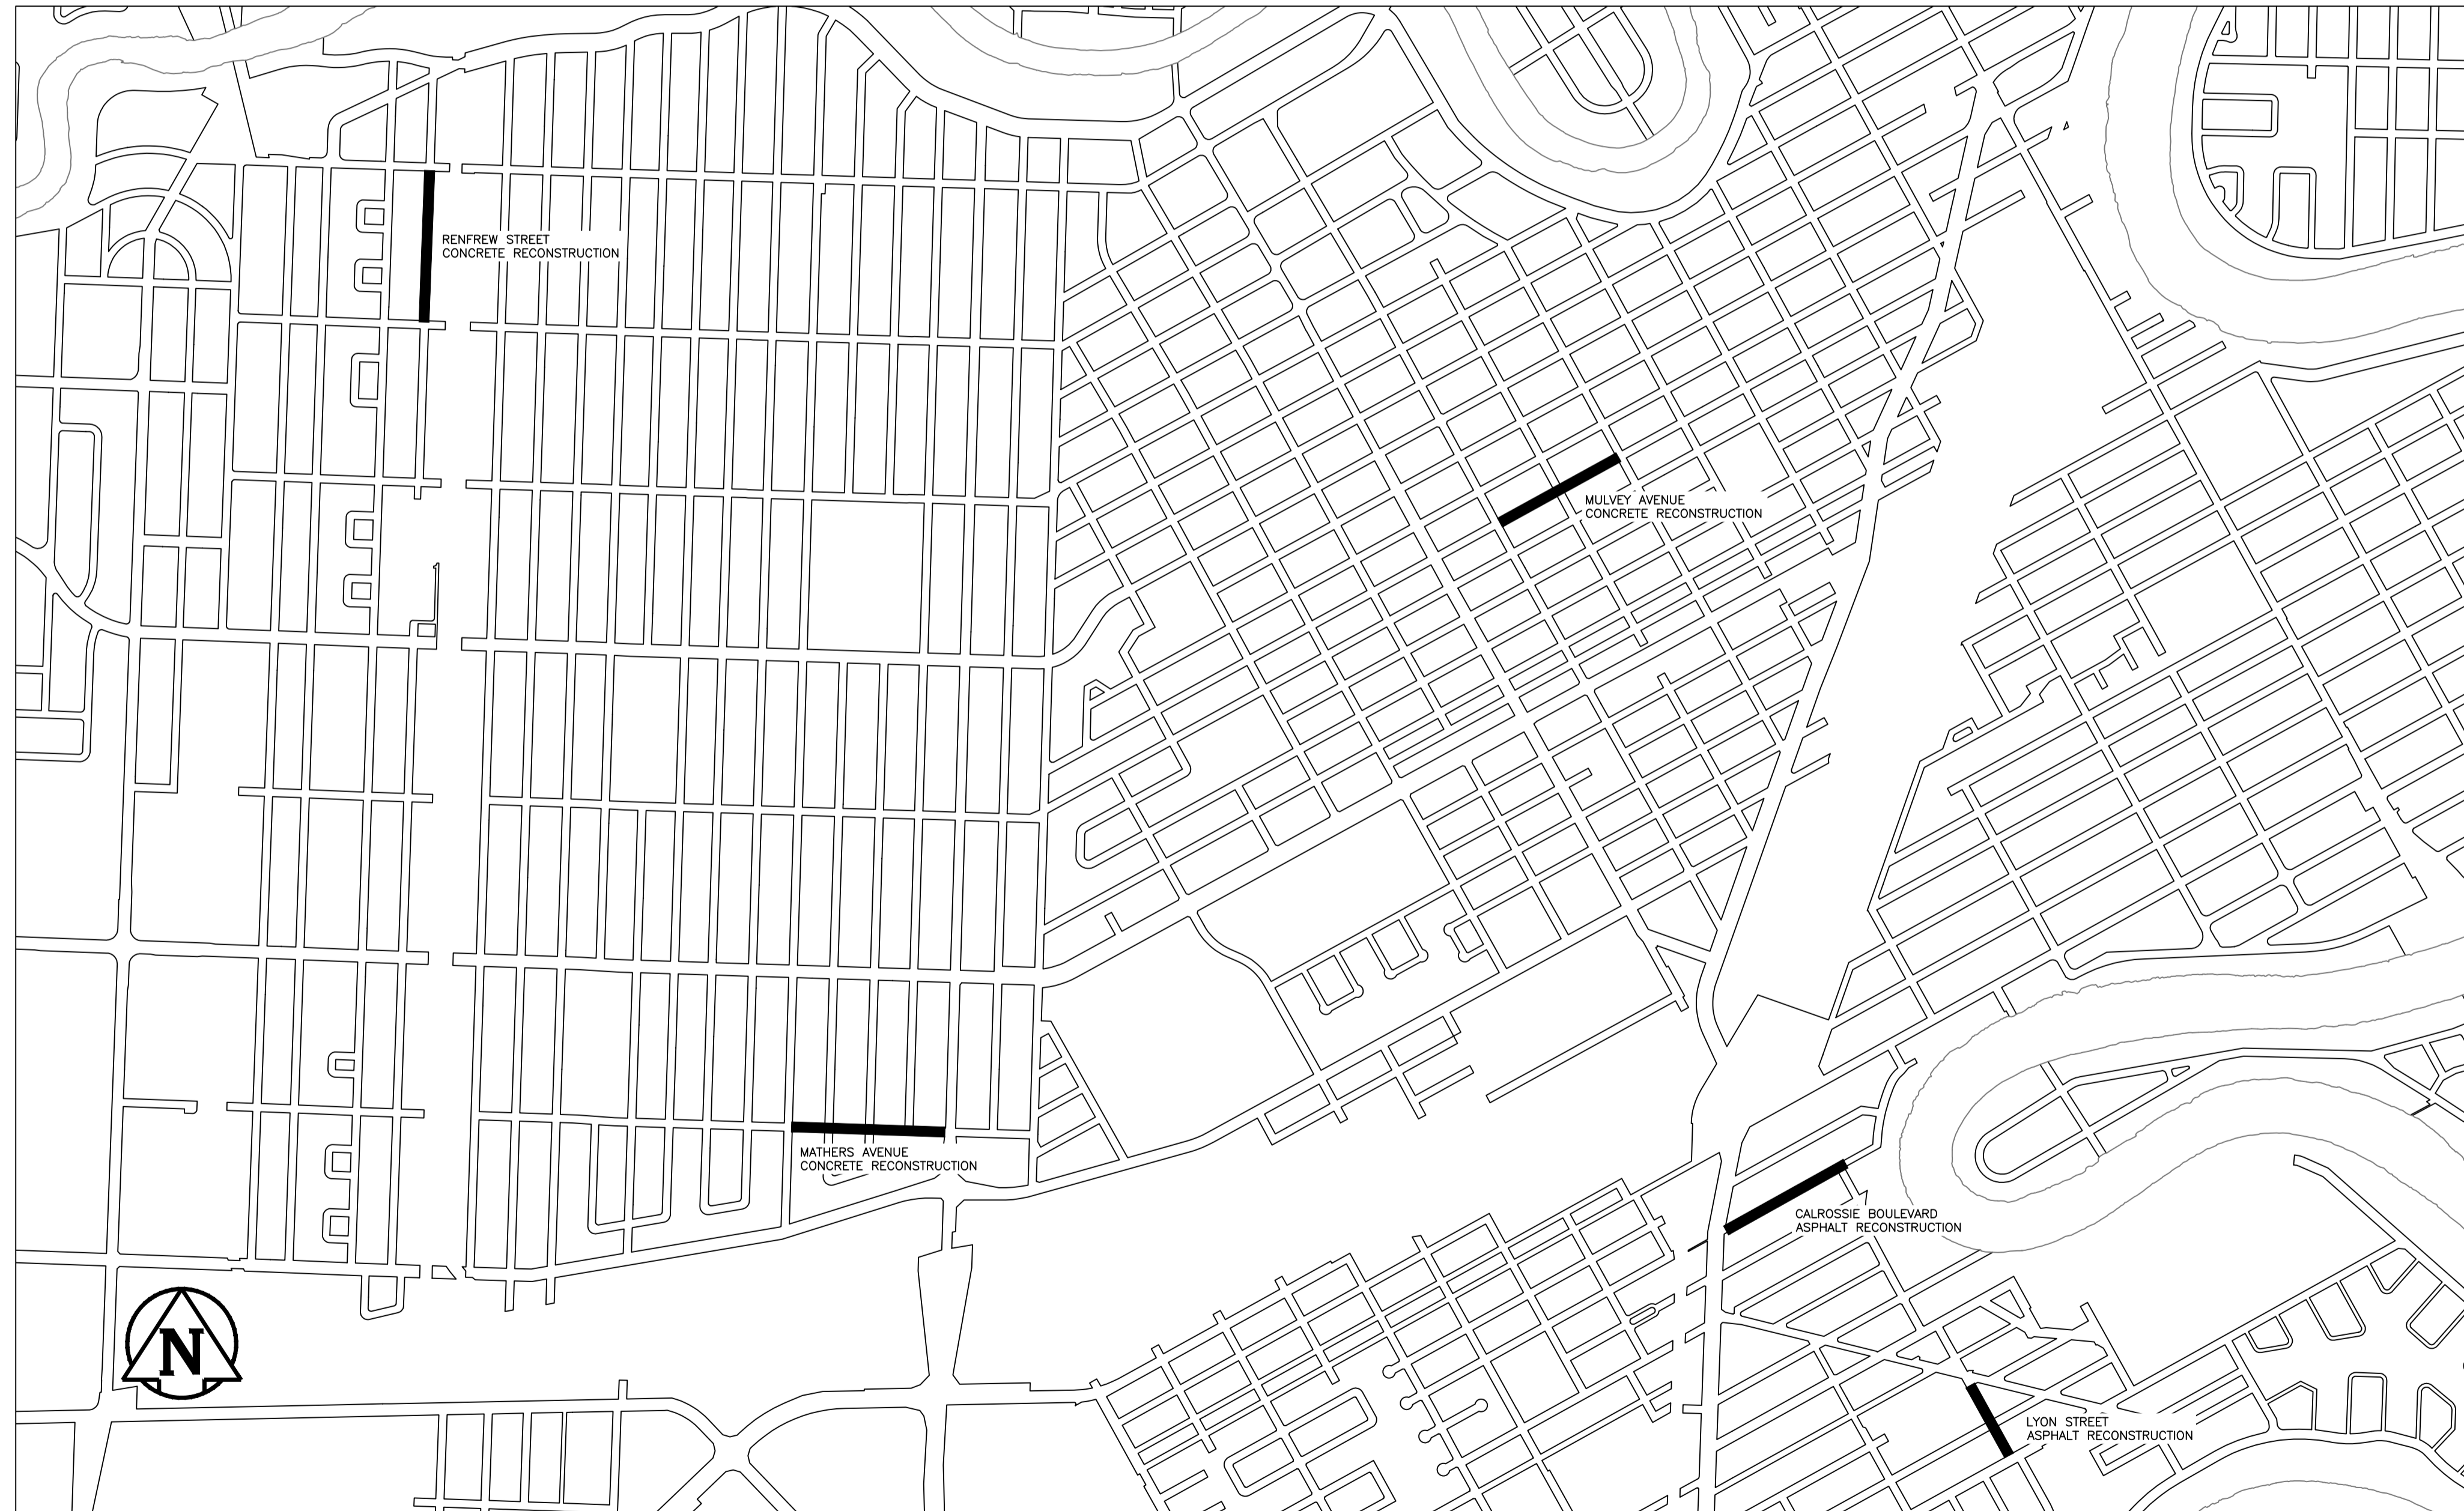 RENFREW STREET
CONCRETE RECONSTRUCTION
MULVEY AVENUE
CONCRETE RECONSTRUCTION
MATHERS AVENUE
CONCRETE RECONSTRUCTION
CALROSSIE BOULEVARD
ASPHALT RECONSTRUCTION
N
LYON STREET
ASPHALT RECONSTRUCTION